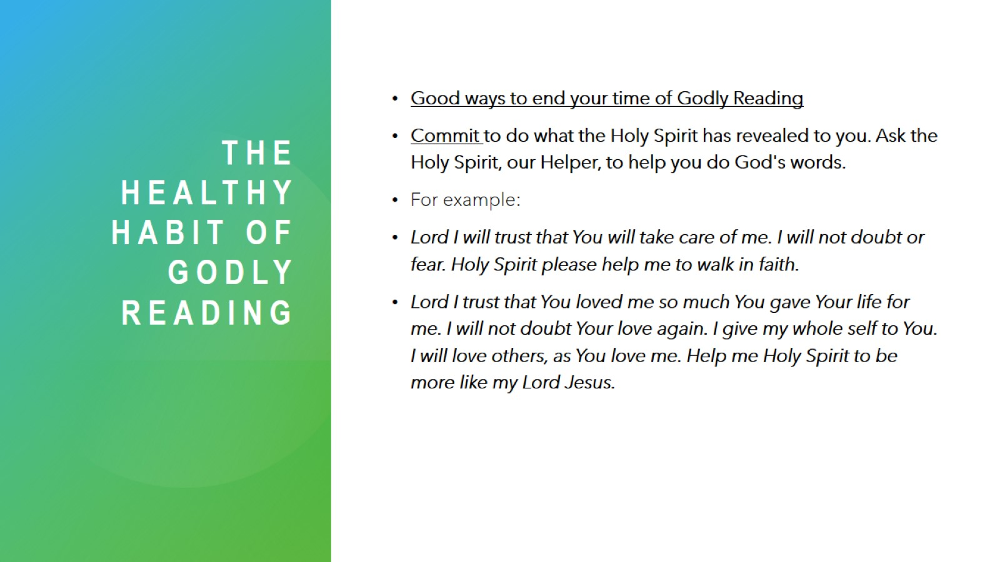 THE
HEALTHY
HABIT OF
GODLY
READING
• Good ways to end your time of Godly Reading
• Commit to do what the Holy Spirit has revealed to you. Ask the
Holy Spirit, our Helper, to help you do God's words.
• For example:
• Lord I will trust that You will take care of me. I will not doubt or
fear. Holy Spirit please help me to walk in faith.
• Lord I trust that You loved me so much You gave Your life for
me. I will not doubt Your love again. I give my whole self to You.
I will love others, as You love me. Help me Holy Spirit to be
more like my Lord Jesus.